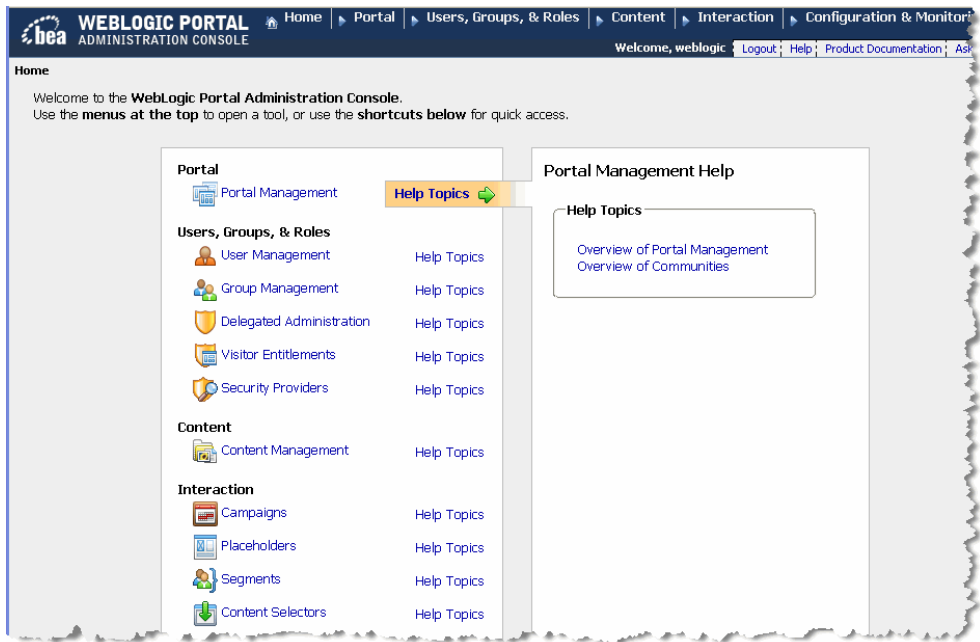 bea WEBLOGIC PORTAL Home Portal Users, Groups, & Roles Content Interaction Configuration &
ADMINISTRATION CONSOLE
Welcome, weblogic Logout Help Product Documentation
Home
Welcome to the WebLogic Portal Administration Console.
Use the menus at the top to open a tool, or use the shortcuts below for quick access.
Portal
Portal Management Help Topics
Users, Groups, & Roles
User Management Help Topics
Group Management Help Topics
Delegated Administration Help Topics
Visitor Entitlements Help Topics
Security Providers Help Topics
Content
Content Management Help Topics
Interaction
Campaigns Help Topics
Placeholders Help Topics
Segments Help Topics
Content Selectors Help Topics
Portal Management Help
Help Topics
Overview of Portal Management
Overview of Communities